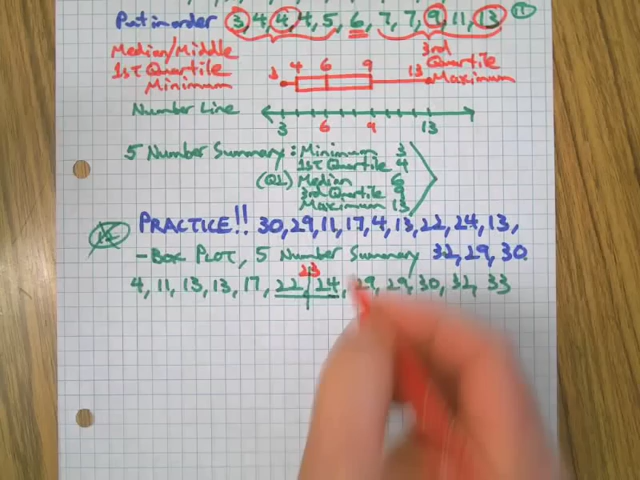 Put in order 3, 4, 4, 4, 5, 6, 7, 7, 9, 11, 13
Median/Middle
1st Quartile
Minimum
3 4 6 9 13
3rd
Quartile
Maximum
Number Line
3 6 9 13
5 Number Summary: Minimum 3
1st Quartile 4
(Q1) Median 6
3rd Quartile 9
Maximum 13
PRACTICE!! 30, 29, 11, 17, 4, 13, 22, 24, 13,
32, 29, 30
- Box PLOT, 5 Number Summary
23
4, 11, 13, 13, 17, 22, 24, 29, 29, 30, 32, 33